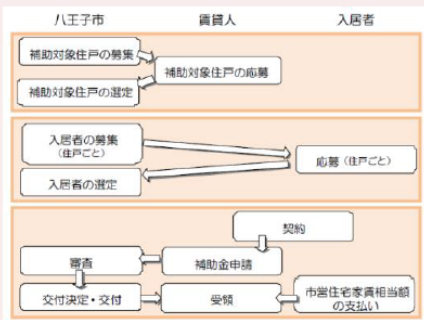 八王子市 賃貸人 入居者
補助対象住戸の募集
補助対象住戸の応募
補助対象住戸の選定
入居者の募集
(住戸ごと)
応募(住戸ごと)
入居者の選定
契約
審査
補助金申請
交付決定・交付
受領
市営住宅家賃相当額
の支払い